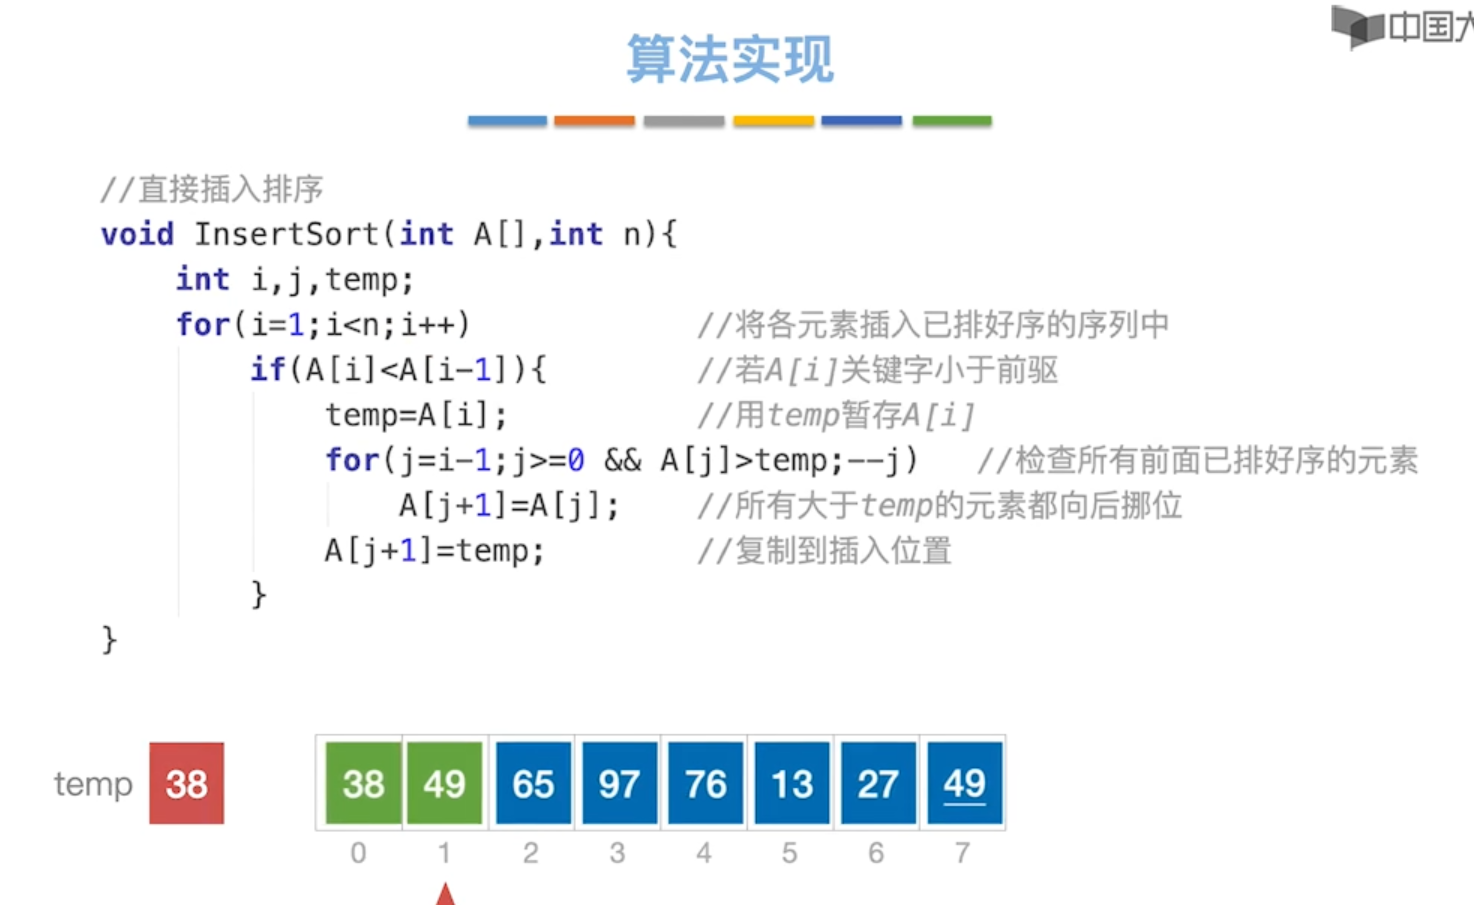 中国大
算法实现
//直接插入排序
void InsertSort(int A[],int n){
int i,j,temp;
for(i=1;i<n;i++) //将各元素插入已排好序的序列中
if(A[i]<A[i-1]){ //若A[i]关键字小于前驱
temp=A[i]; //用temp暂存A[i]
for(j=i-1;j>=0 && A[j]>temp;--j) //检查所有前面已排好序的元素
A[j+1]=A[j]; //所有大于temp的元素都向后挪位
A[j+1]=temp; //复制到插入位置
}
}
temp 38 38 49 65 97 76 13 27 49
0 1 2 3 4 5 6 7